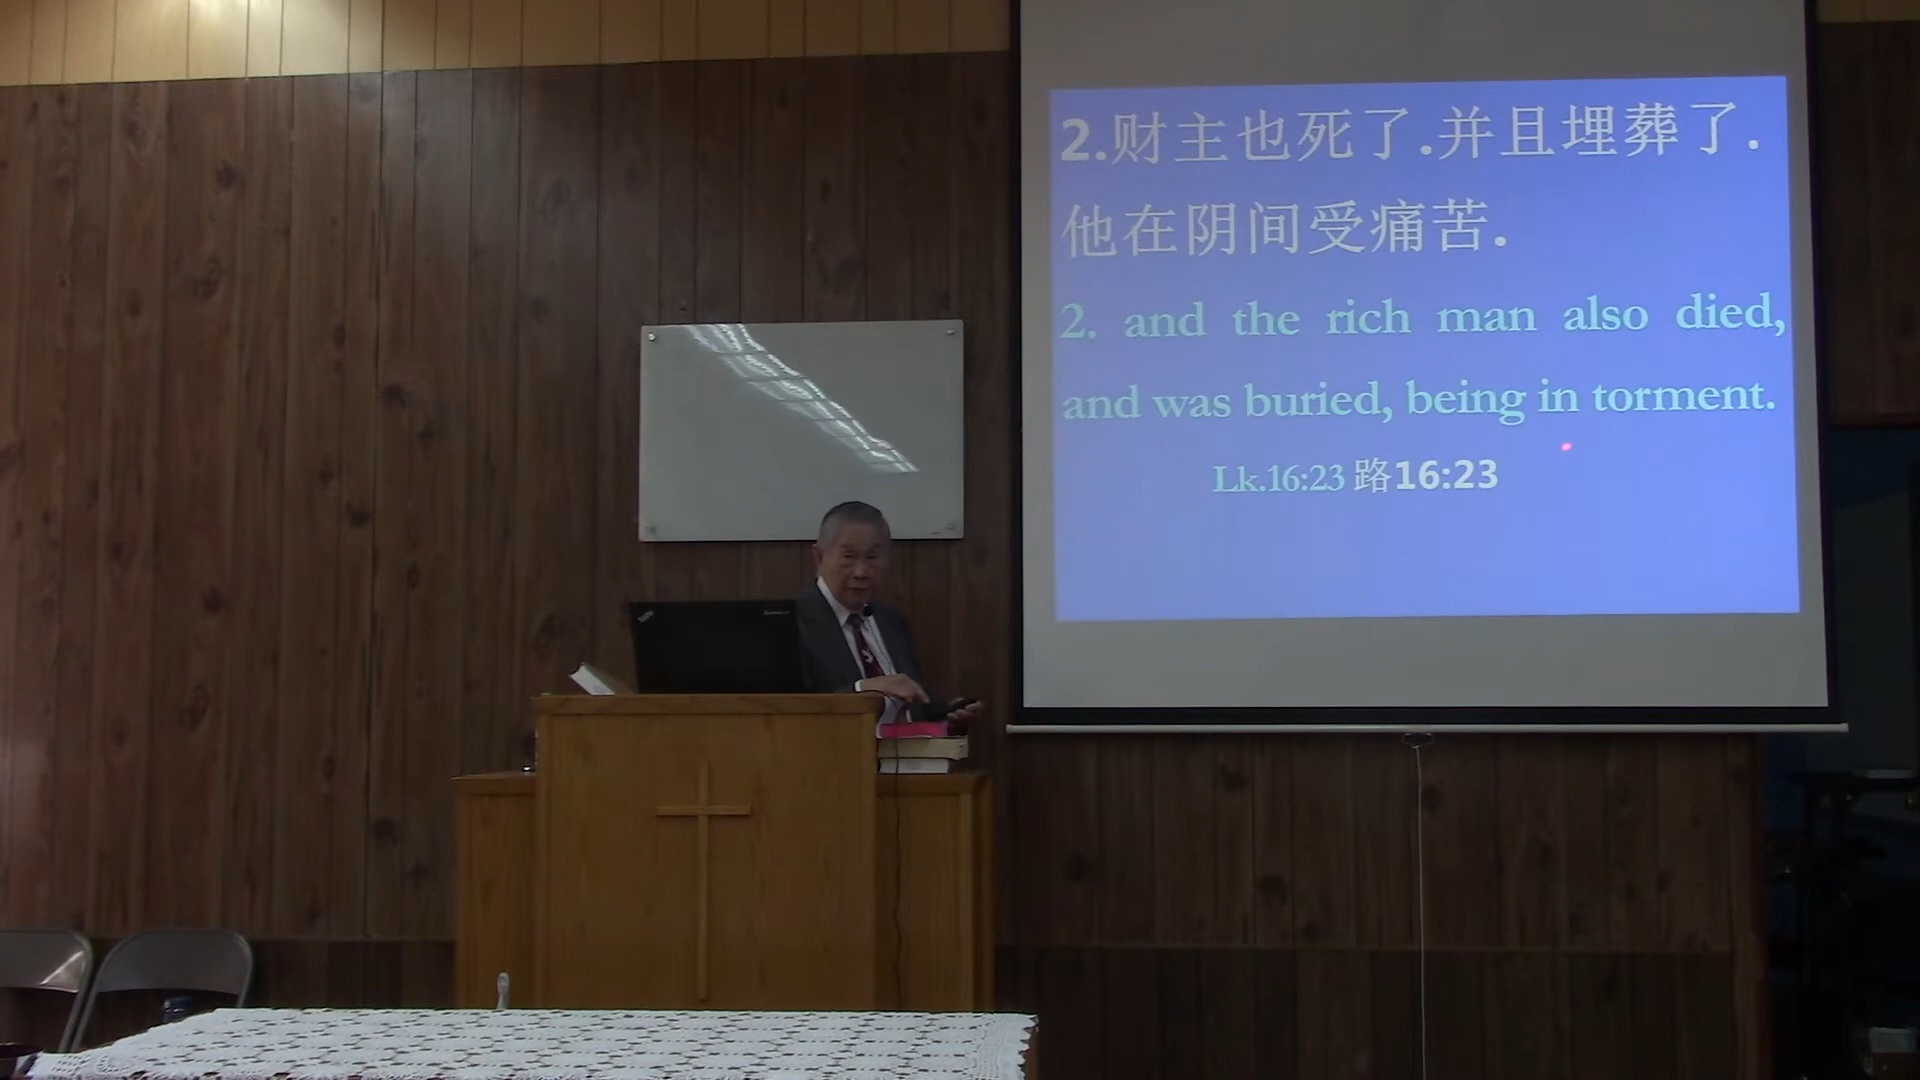 2.财主也死了.并且埋葬了.
他在阴间受痛苦.
2. and the rich man also died,
and was buried, being in torment.
Lk.16:23 路16:23